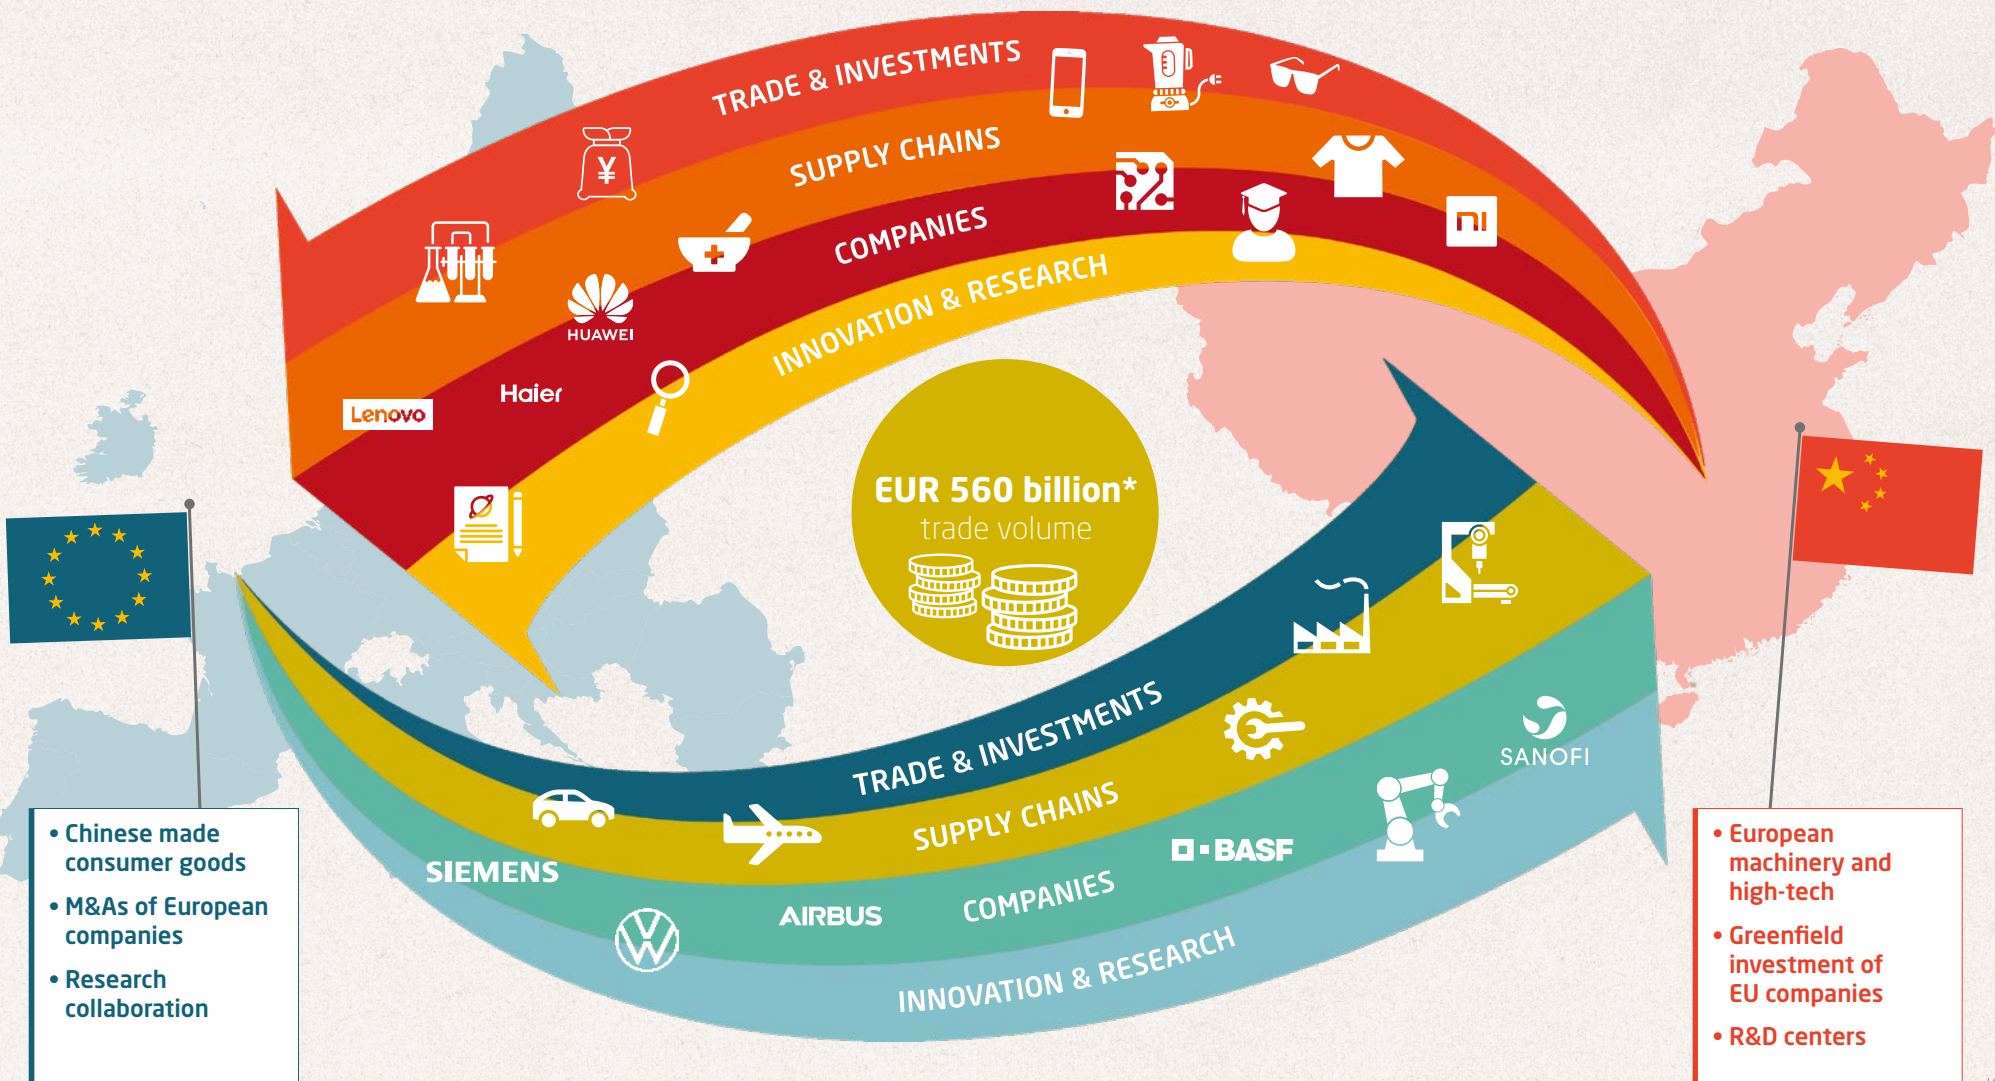 TRADE & INVESTMENTS
SUPPLY CHAINS
COMPANIES
INNOVATION & RESEARCH
¥
HUAWEI
Haier
Lenovo
EUR 560 billion*
trade volume
TRADE & INVESTMENTS
SUPPLY CHAINS
COMPANIES
INNOVATION & RESEARCH
SIEMENS
AIRBUS
BASF
SANOFI
• Chinese made
consumer goods
• M&As of European
companies
• Research
collaboration
• European
machinery and
high-tech
• Greenfield
investment of
EU companies
• R&D centers